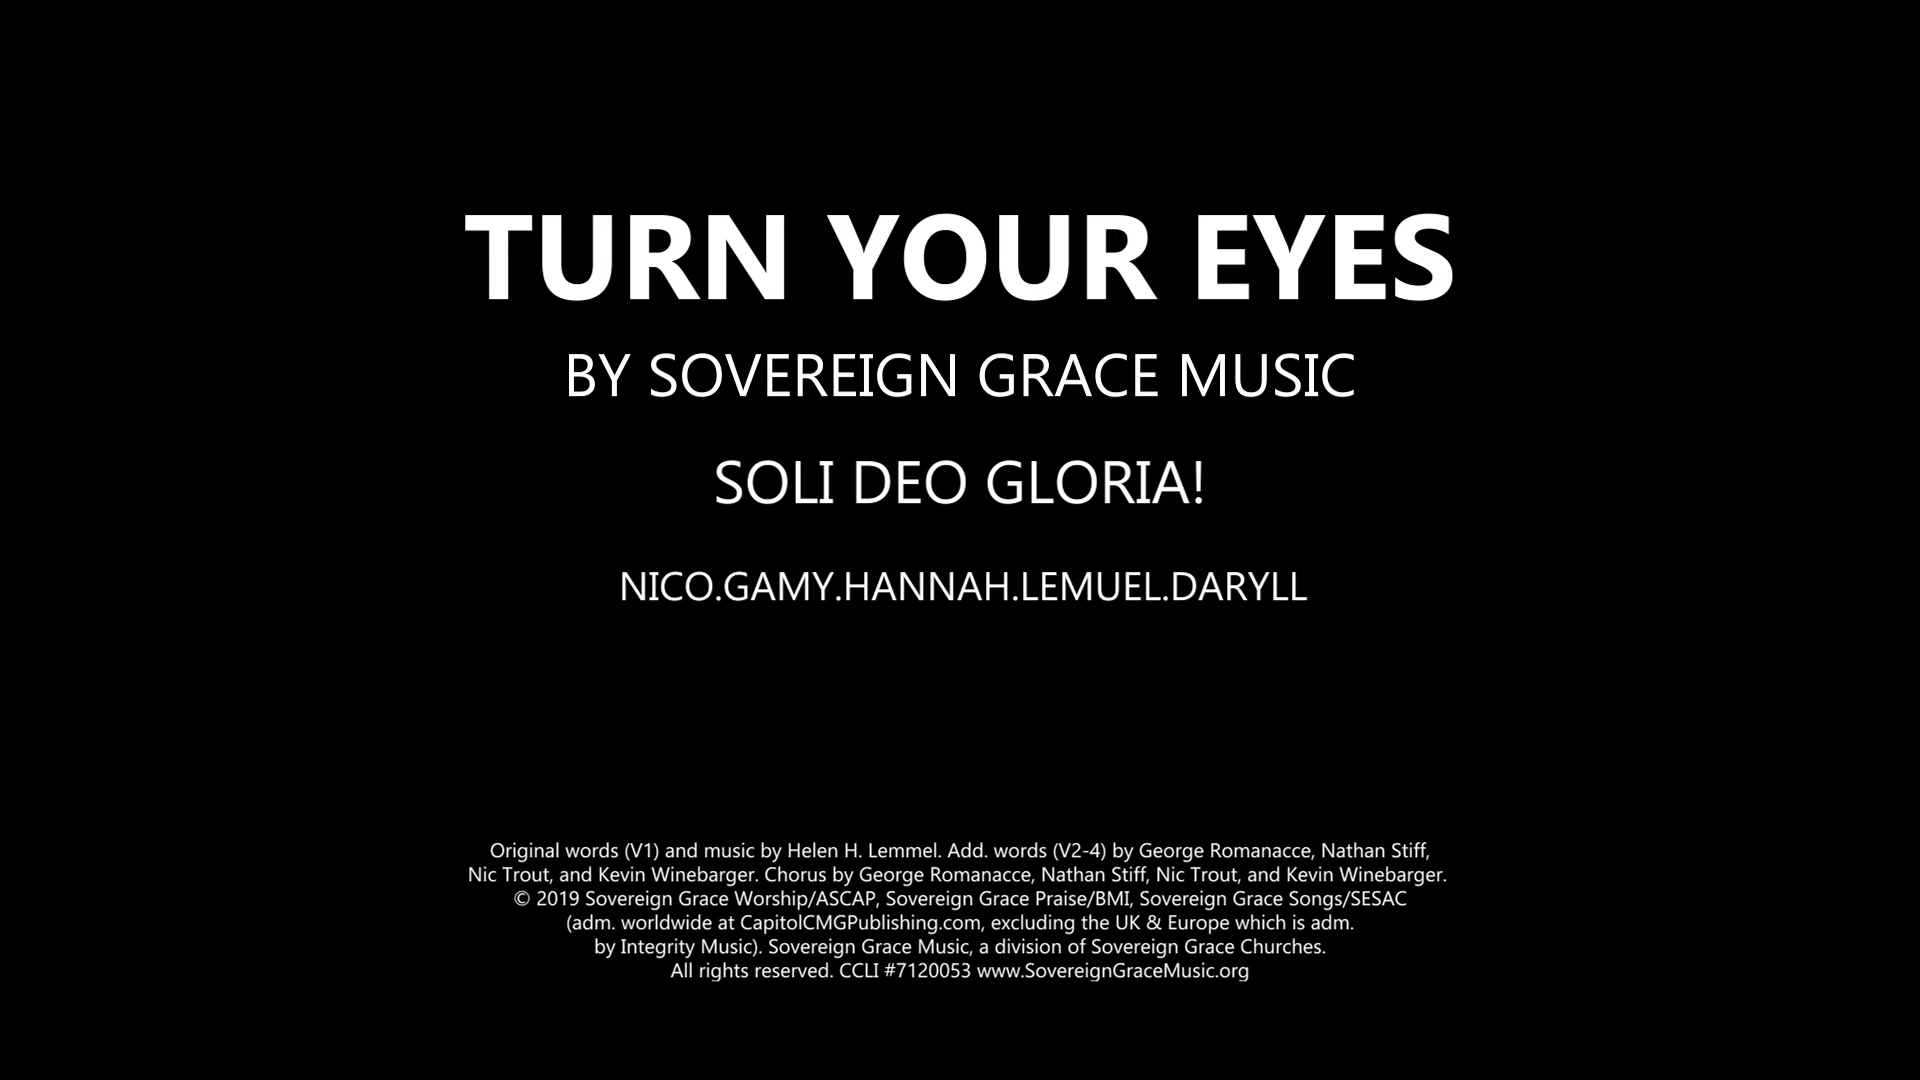 TURN YOUR EYES
BY SOVEREIGN GRACE MUSIC
SOLI DEO GLORIA!
NICO.GAMY.HANNAH.LEMUEL.DARYLL
Original words (V1) and music by Helen H. Lemmel. Add. words (V2-4) by George Romanacce, Nathan Stiff,
Nic Trout, and Kevin Winebarger. Chorus by George Romanacce, Nathan Stiff, Nic Trout, and Kevin Winebarger.
© 2019 Sovereign Grace Worship/ASCAP, Sovereign Grace Praise/BMI, Sovereign Grace Songs/SESAC
(adm. worldwide at CapitolCMGPublishing.com, excluding the UK & Europe which is adm.
by Integrity Music). Sovereign Grace Music, a division of Sovereign Grace Churches.
All rights reserved. CCLI #7120053 www.SovereignGraceMusic.org